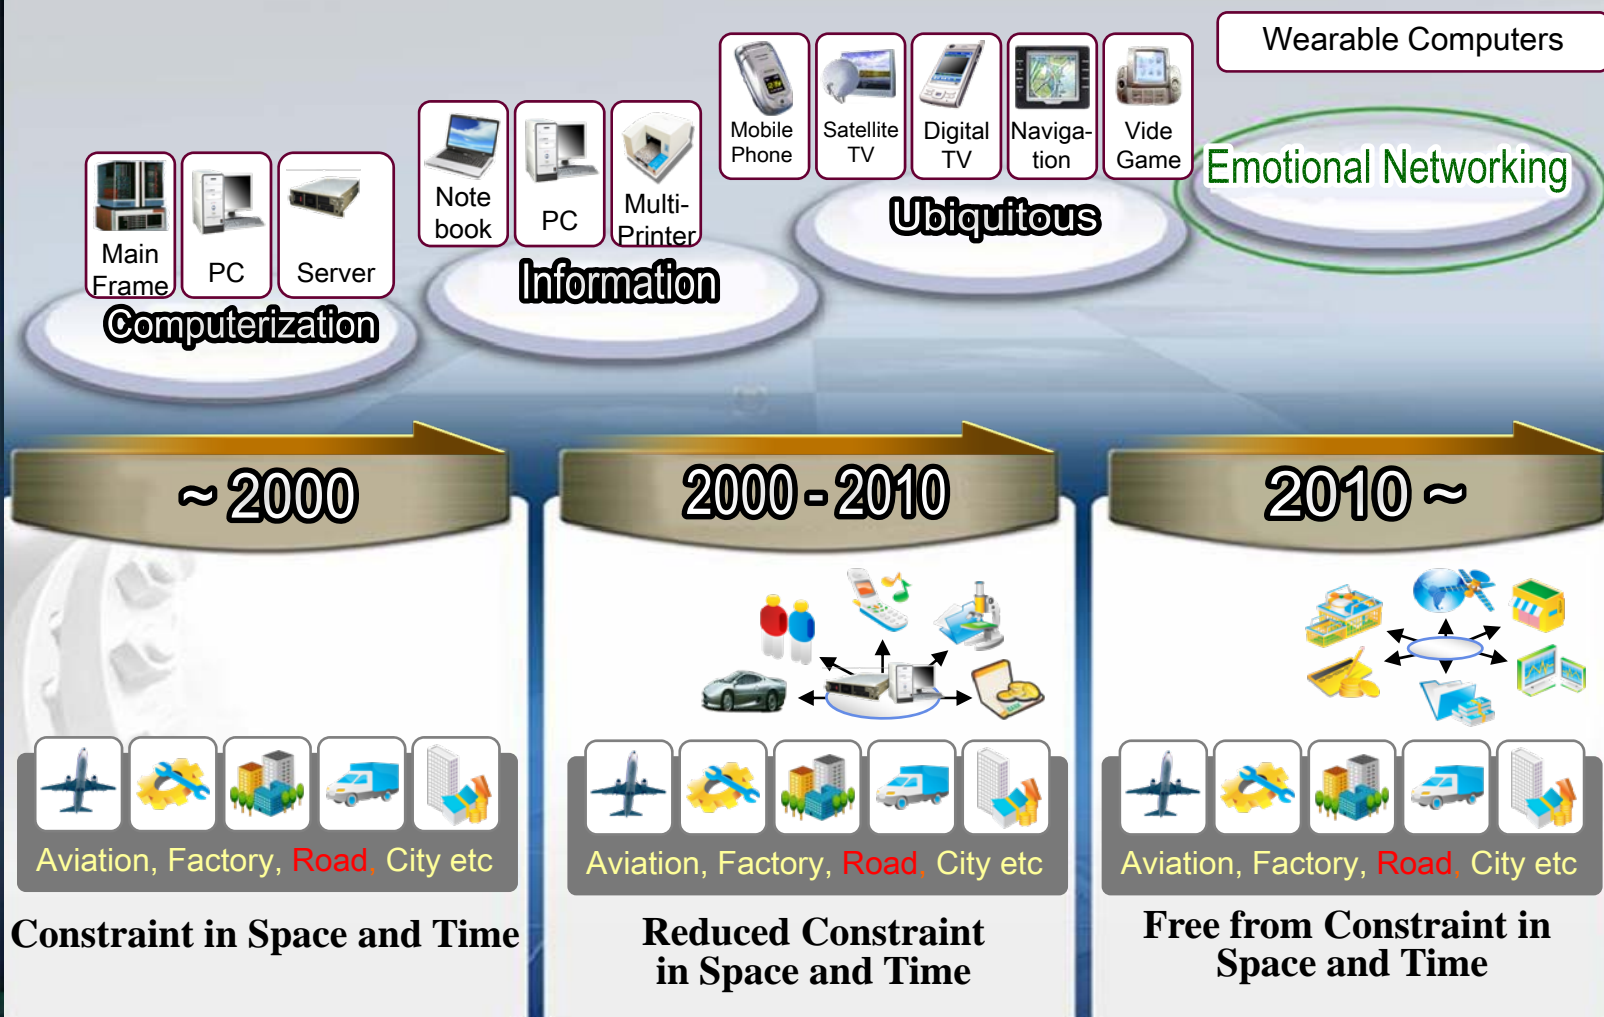 Wearable Computers
Mobile
Phone
Satellite
TV
Digital
TV
Naviga-
tion
Vide
Game
Emotional Networking
Ubiquitous
Note
book
PC
Multi-
Printer
Information
Main
Frame
PC
Server
Computerization
~ 2000
2000 - 2010
2010 ~
Aviation, Factory, Road, City etc
Aviation, Factory, Road, City etc
Aviation, Factory, Road, City etc
Constraint in Space and Time
Reduced Constraint
in Space and Time
Free from Constraint in
Space and Time